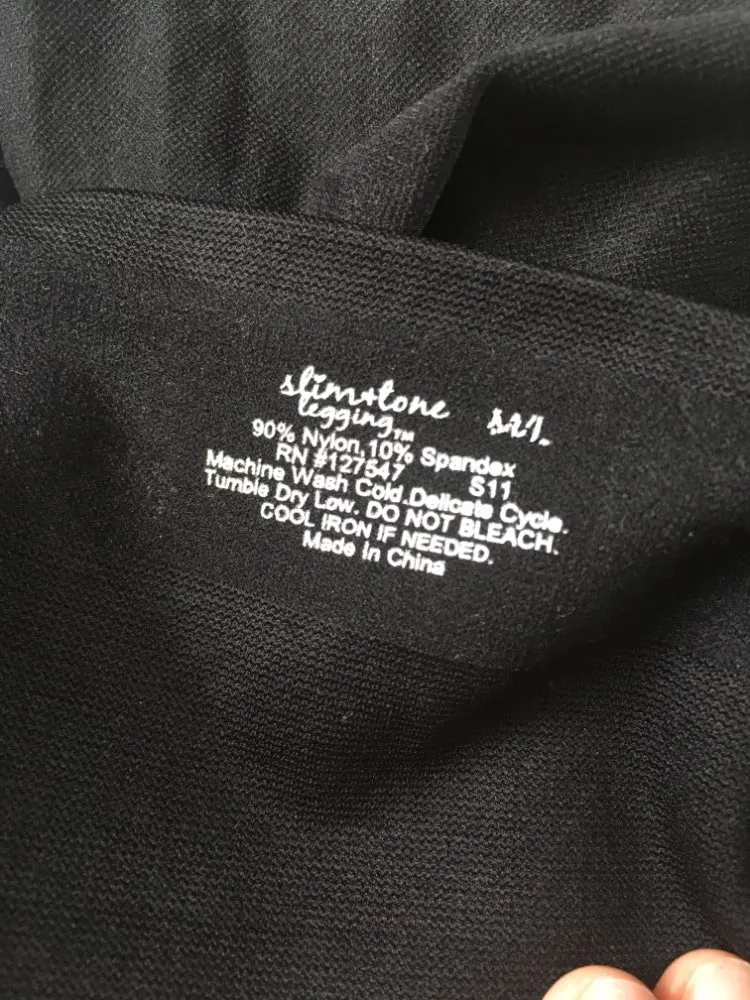 slim+tone
legging™
90% Nylon,10% Spandex
RN #127547 S11
Machine Wash Cold.Delicate Cycle.
Tumble Dry Low. DO NOT BLEACH.
COOL IRON IF NEEDED.
Made In China